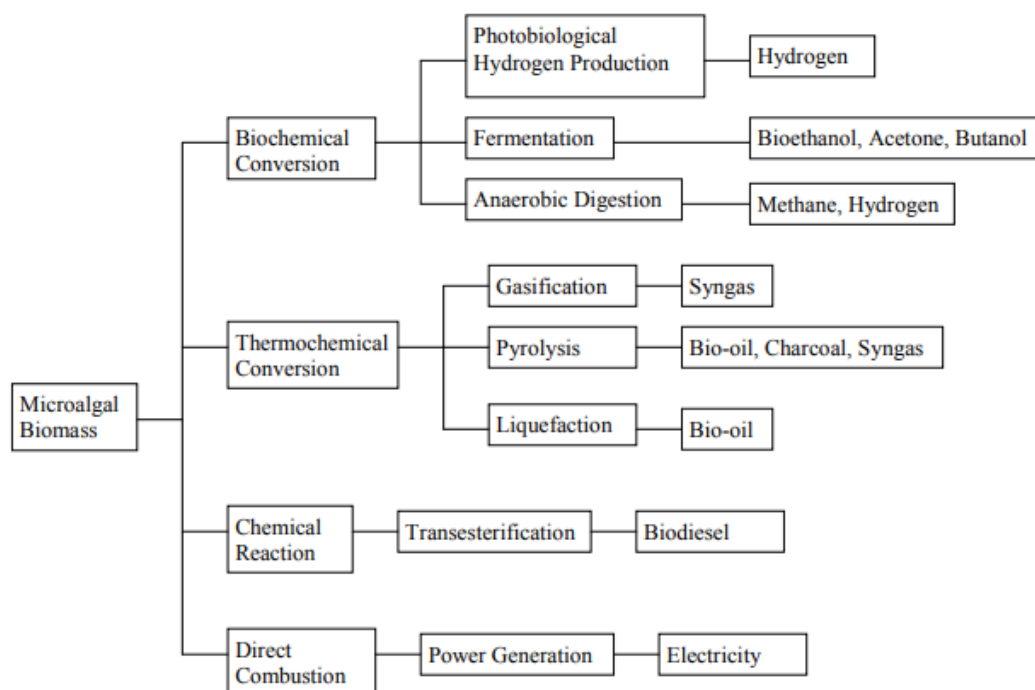 Photobiological
Hydrogen Production
Hydrogen
Biochemical
Conversion
Fermentation
Bioethanol, Acetone, Butanol
Anaerobic Digestion
Methane, Hydrogen
Gasification
Syngas
Thermochemical
Conversion
Pyrolysis
Bio-oil, Charcoal, Syngas
Microalgal
Biomass
Liquefaction
Bio-oil
Chemical
Reaction
Transesterification
Biodiesel
Direct
Combustion
Power Generation
Electricity